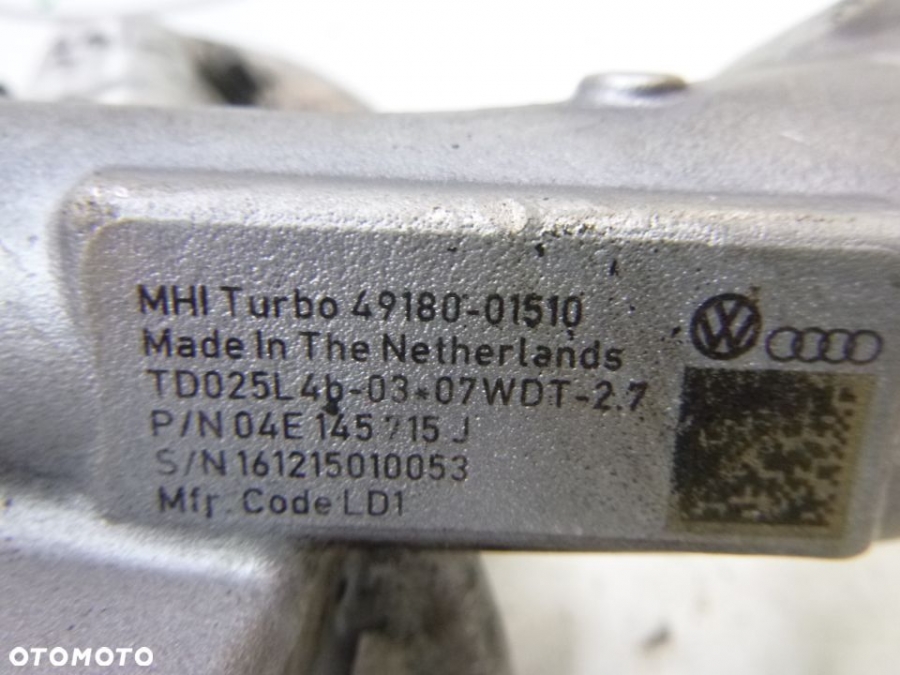 MHI Turbo 49180-01510
Made In The Netherlands
TD025L4b-03*07WDT-2.7
P/N 04E 145 715 J
S/N 161215010053
Mfr. Code LD1
OTOMOTO